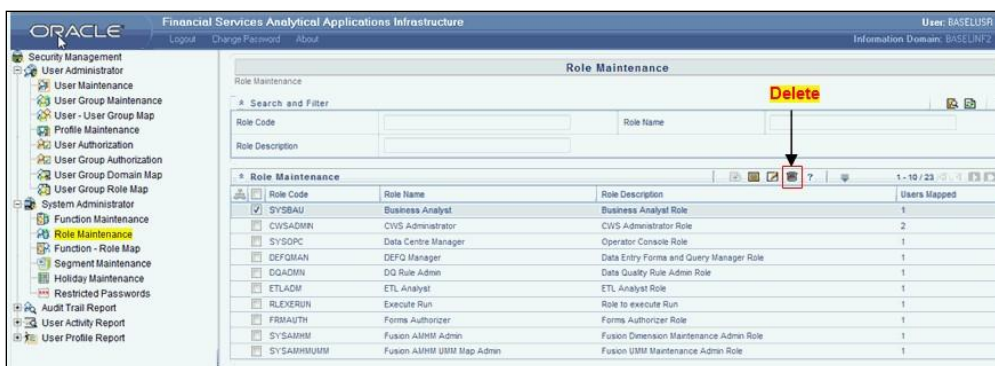 ORACLE
Financial Services Analytical Applications Infrastructure
User: BASELUSR
Logout Change Password About
Information Domain: BASELINF2
Security Management
User Administrator
User Maintenance
User Group Maintenance
User - User Group Map
Profile Maintenance
User Authorization
User Group Authorization
User Group Domain Map
User Group Role Map
System Administrator
Function Maintenance
Role Maintenance
Function - Role Map
Segment Maintenance
Holiday Maintenance
Restricted Passwords
Audit Trail Report
User Activity Report
User Profile Report
Role Maintenance
Role Maintenance
Delete
Search and Filter
Role Code Role Name
Role Description
Role Maintenance ? 1 - 10 / 23
Role Code Role Name Role Description Users Mapped
SYSBAU Business Analyst Business Analyst Role 1
CWSADMIN CWS Administrator CWS Administrator Role 2
SYSOPC Data Centre Manager Operator Console Role 1
DEFQMAN DEFQ Manager Data Entry Forms and Query Manager Role 1
DQADMN DQ Rule Admin Data Quality Rule Admin Role 1
ETLADM ETL Analyst ETL Analyst Role 1
RLEXERUN Execute Run Role to execute Run 1
FRMAUTH Forms Authorizer Forms Authorizer Role 1
SYSAMHM Fusion AMHM Admin Fusion Dimension Maintenance Admin Role 1
SYSAMHMUMM Fusion AMHM UMM Map Admin Fusion UMM Maintenance Admin Role 1